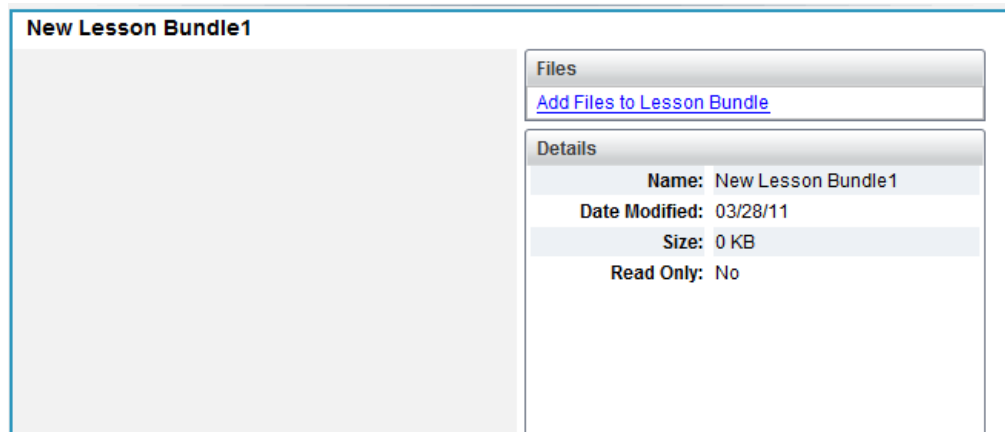 New Lesson Bundle1
Files
Add Files to Lesson Bundle
Details
Name: New Lesson Bundle1
Date Modified: 03/28/11
Size: 0 KB
Read Only: No